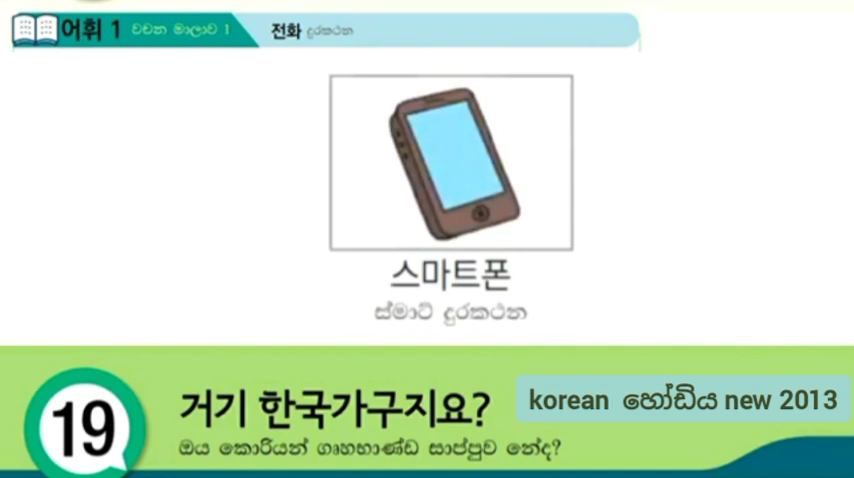 어휘 1 වචන මාලාව 1 전화 දුරකථන
스마트폰
ස්මාට් දුරකථන
19 거기 한국가구지요?
ඔය කොරියන් ගෘහභාණ්ඩ සාප්පුව නේද?
korean හෝඩිය new 2013